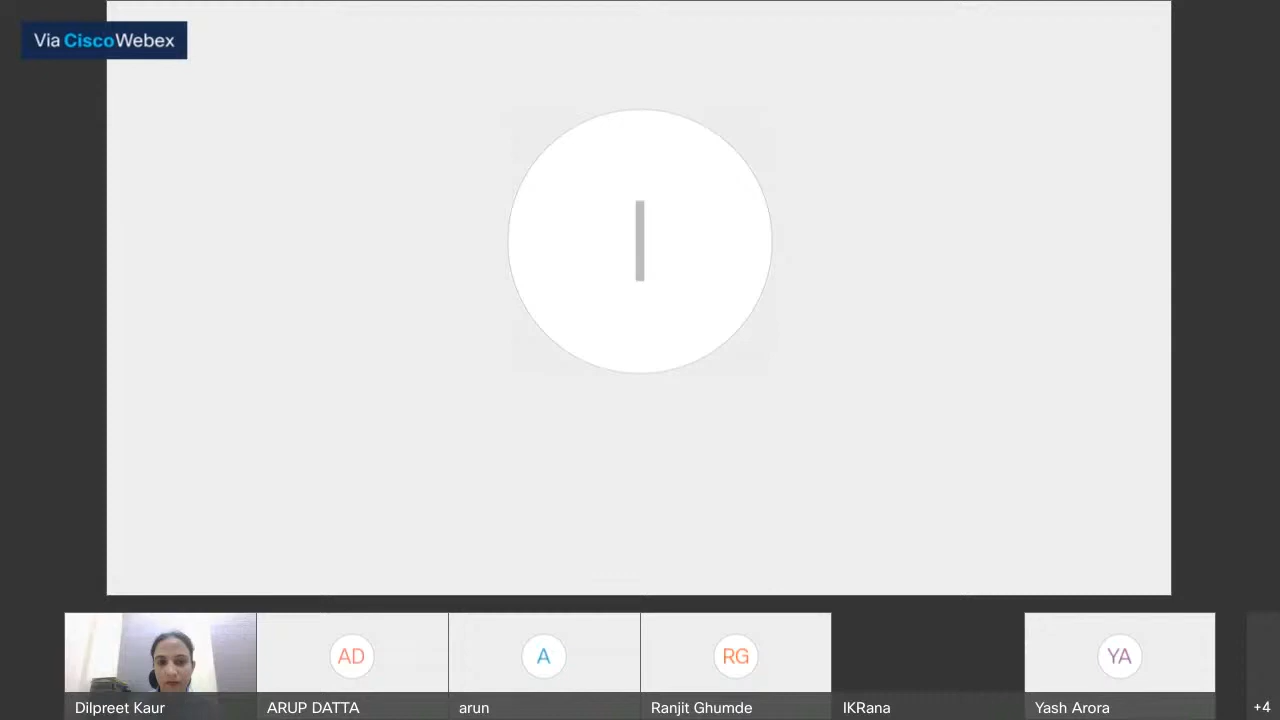 Via CiscoWebex
I
AD
A
RG
YA
Dilpreet Kaur
ARUP DATTA
arun
Ranjit Ghumde
IKRana
Yash Arora
+4